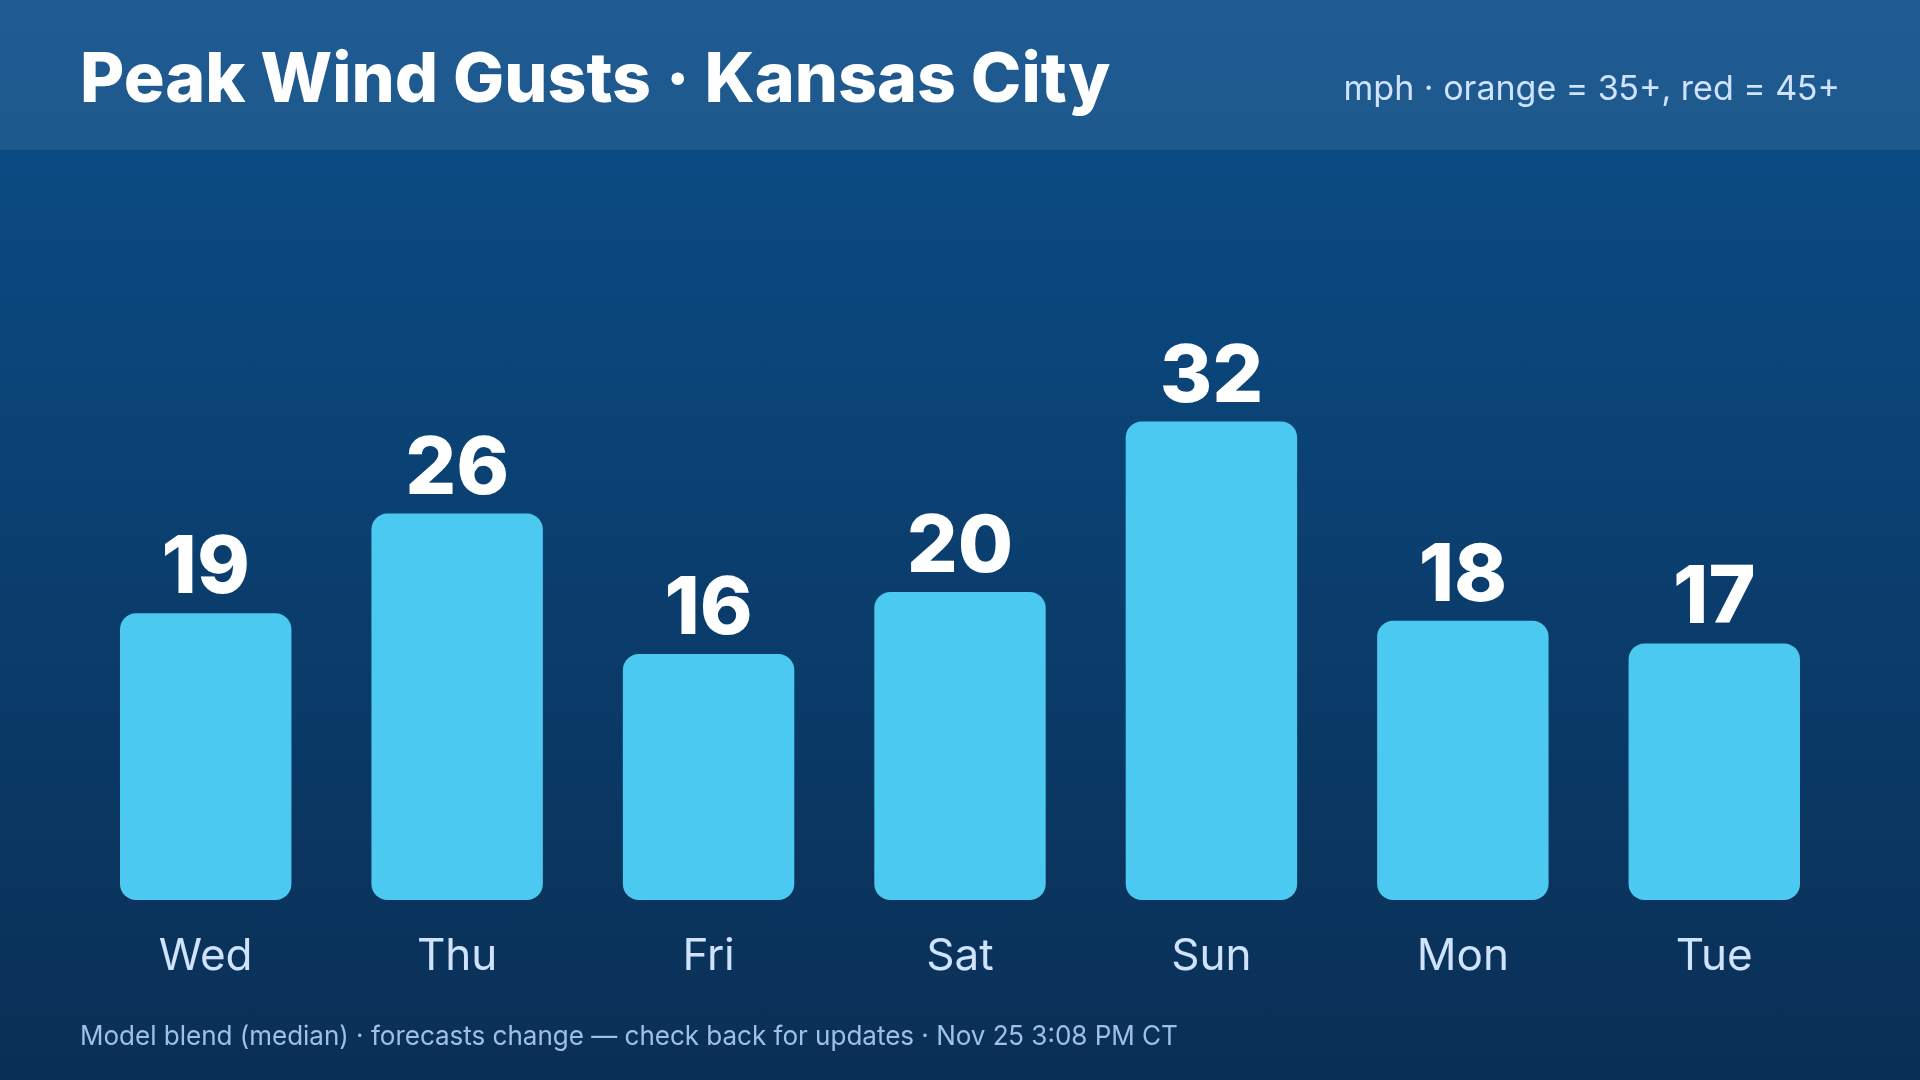 Peak Wind Gusts · Kansas City
mph · orange = 35+, red = 45+
19
26
16
20
32
18
17
Wed
Thu
Fri
Sat
Sun
Mon
Tue
Model blend (median) · forecasts change — check back for updates · Nov 25 3:08 PM CT